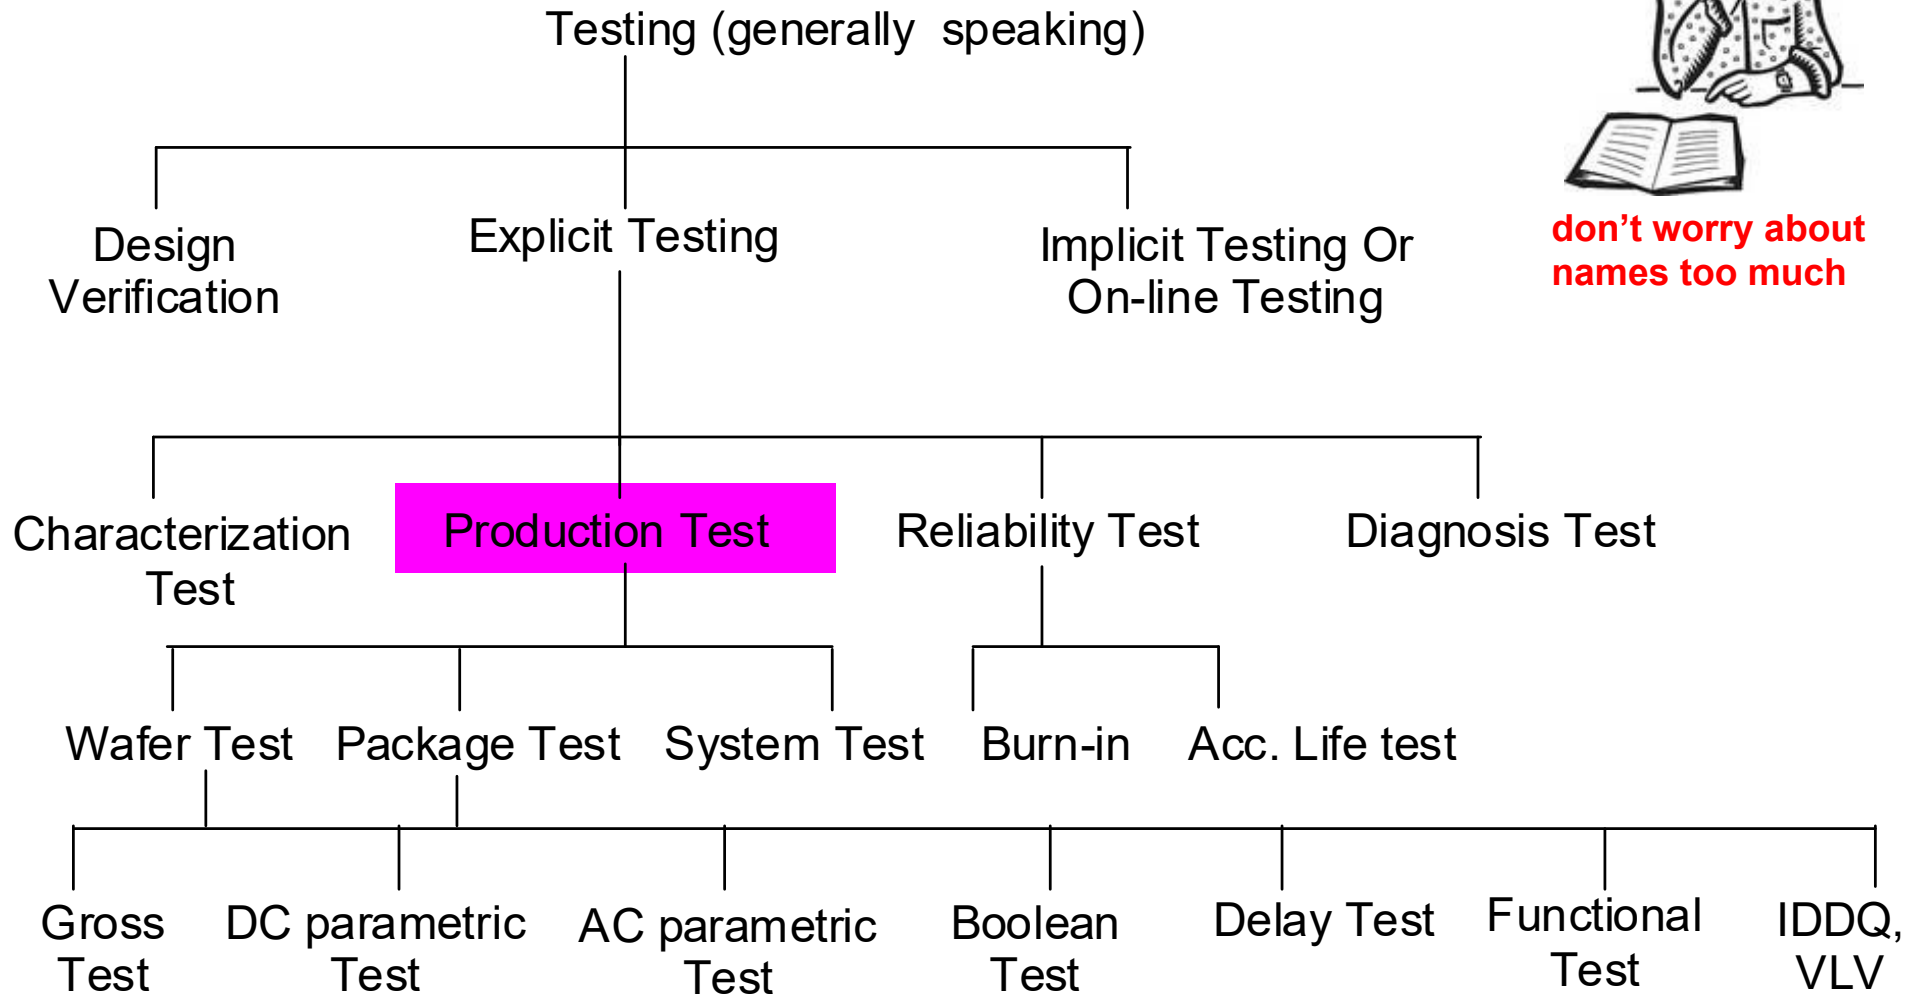 Testing (generally speaking)
Design
Verification
Explicit Testing
Implicit Testing Or
On-line Testing
don't worry about
names too much
Characterization
Test
Production Test
Reliability Test
Diagnosis Test
Wafer Test
Package Test
System Test
Burn-in
Acc. Life test
Gross
Test
DC parametric
Test
AC parametric
Test
Boolean
Test
Delay Test
Functional
Test
IDDQ,
VLV